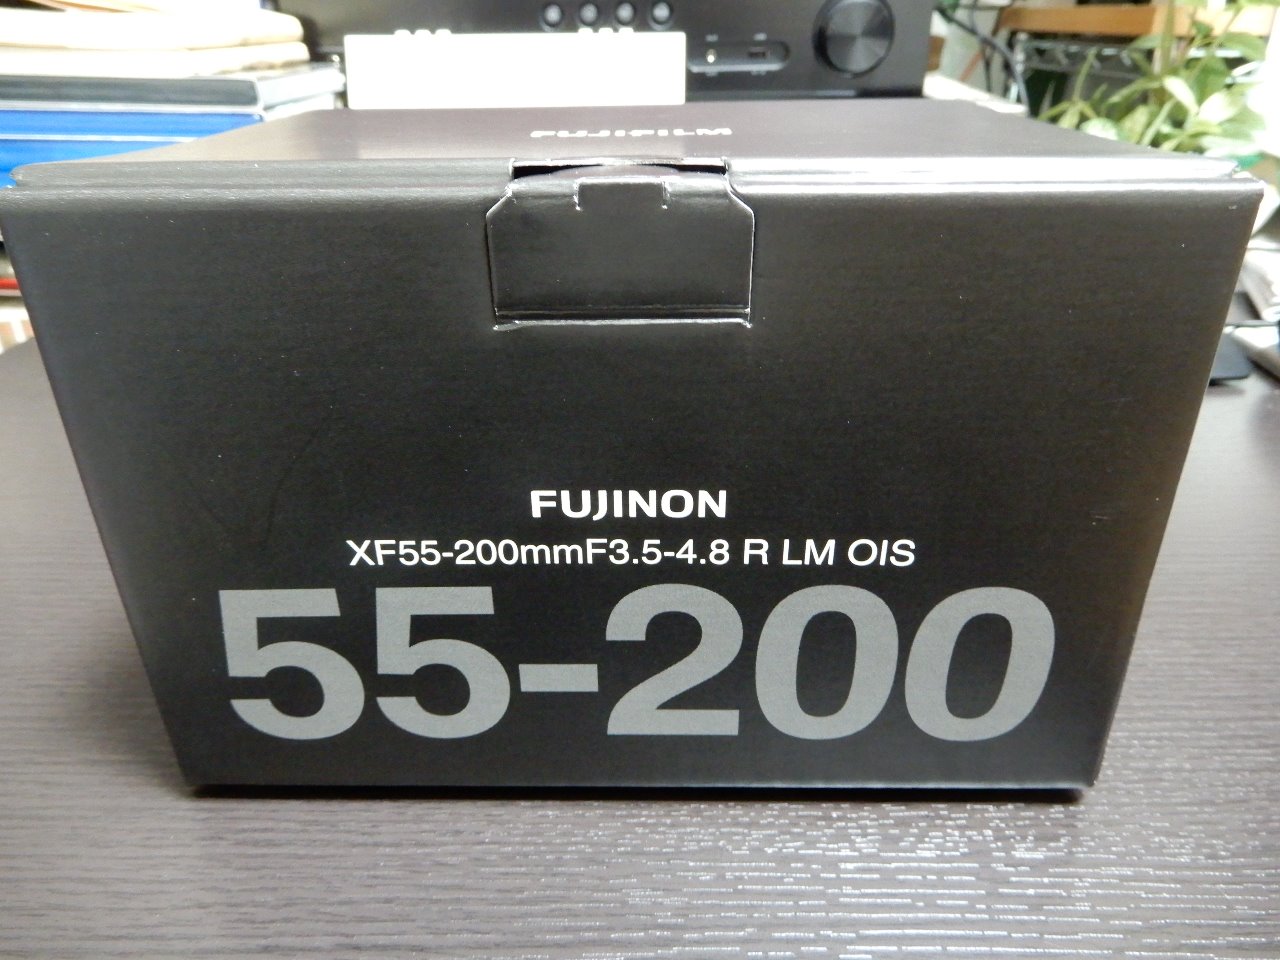 FUJIFILM
FUJINON
XF55-200mmF3.5-4.8 R LM OIS
55-200